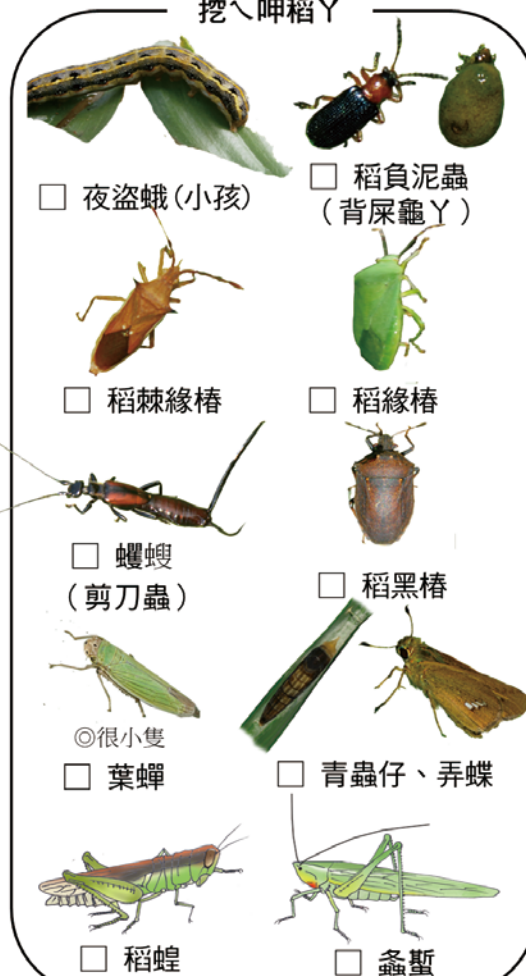 挖ㄟ呷稻ㄚ
□ 夜盜蛾(小孩)
□ 稻負泥蟲
(背屎龜ㄚ)
□ 稻棘緣椿
□ 稻緣椿
□ 蠼螋
(剪刀蟲)
□ 稻黑椿
◎很小隻
□ 葉蟬
□ 青蟲仔、弄蝶
□ 稻蝗
□ 螽蟴